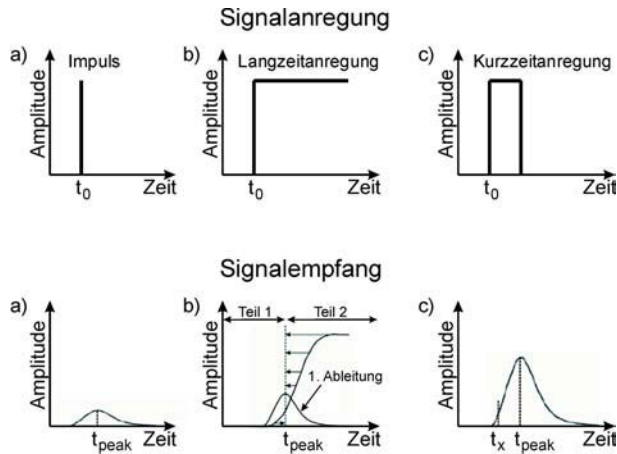 Signalanregung
a)
Impuls
Amplitude
t0
Zeit
b)
Langzeitanregung
Amplitude
t0
Zeit
c)
Kurzzeitanregung
Amplitude
t0
Zeit
Signalempfang
a)
Amplitude
tpeak
Zeit
b)
Teil 1
Teil 2
Amplitude
1. Ableitung
tpeak
Zeit
c)
Amplitude
tx
tpeak
Zeit